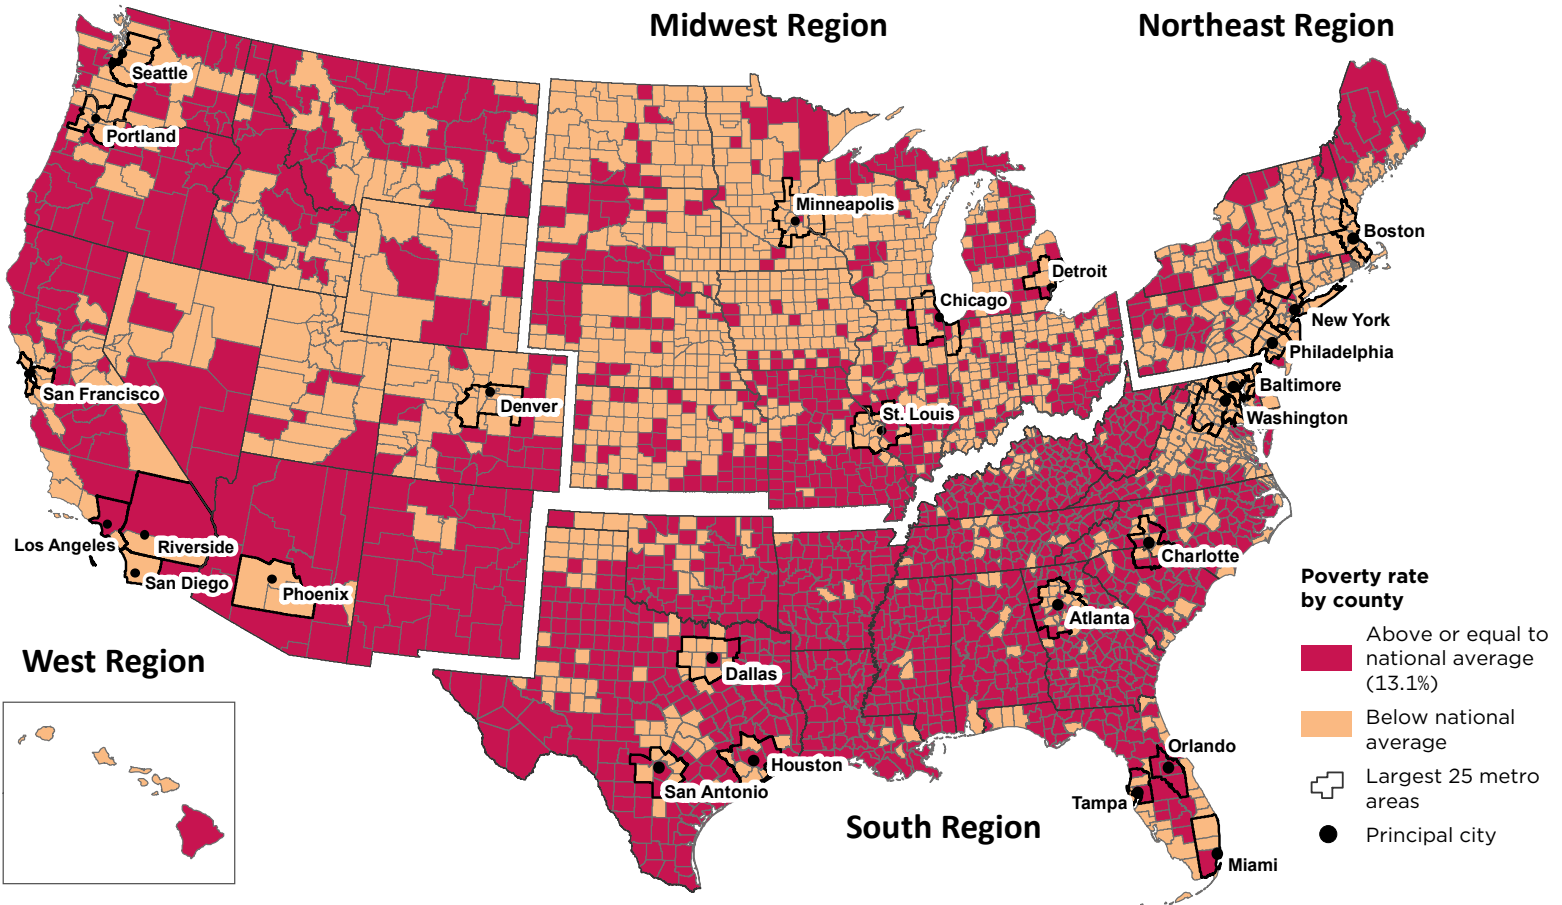 Midwest Region
Northeast Region
Seattle
Portland
Minneapolis
Boston
Detroit
Chicago
New York
Philadelphia
San Francisco
Denver
St. Louis
Baltimore
Washington
Los Angeles
Riverside
San Diego
Phoenix
Charlotte
Atlanta
Dallas
West Region
Houston
San Antonio
Orlando
Tampa
Miami
South Region
Poverty rate
by county
Above or equal to
national average
(13.1%)
Below national
average
Largest 25 metro
areas
Principal city